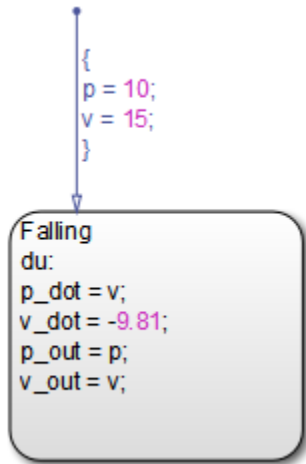 {
p = 10;
v = 15;
}
Falling
du:
p_dot = v;
v_dot = -9.81;
p_out = p;
v_out = v;